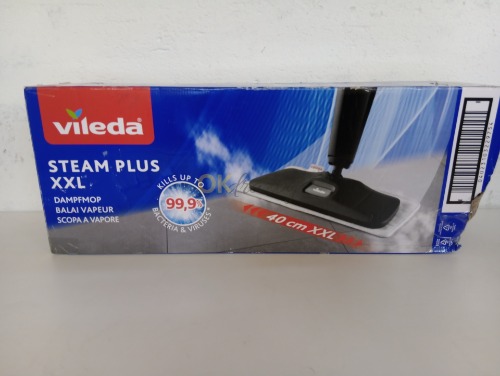 vileda
STEAM PLUS
XXL
DAMPFMOP
BALAI VAPEUR
SCOPA A VAPORE
KILLS UP TO
99,9%
BACTERIA & VIRUSES
40 cm XXL